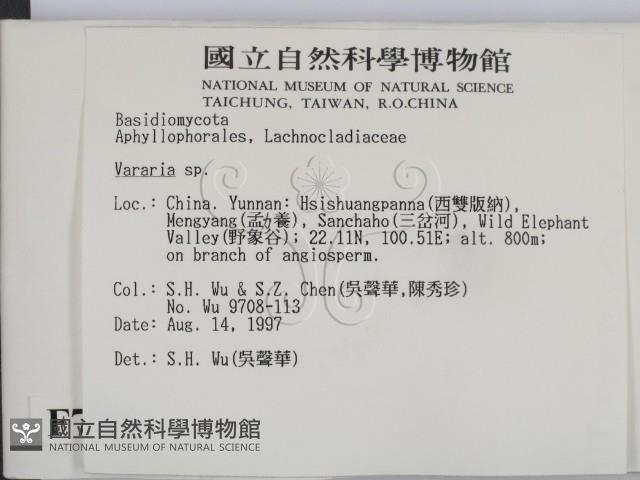 國立自然科學博物館
NATIONAL MUSEUM OF NATURAL SCIENCE
TAICHUNG, TAIWAN, R.O.CHINA
Basidiomycota
Aphyllophorales, Lachnocladiaceae
Vararia sp.
Loc.: China. Yunnan: Hsishuangpanna(西雙版納),
Mengyang(孟力養), Sanchaho(三岔河), Wild Elephant
Valley(野象谷); 22.11N, 100.51E; alt. 800m;
on branch of angiosperm.
Col.: S.H. Wu & S.Z. Chen(吳聲華,陳秀珍)
No. Wu 9708-113
Date: Aug. 14, 1997
Det.: S.H. Wu(吳聲華)
國立自然科學博物館
NATIONAL MUSEUM OF NATURAL SCIENCE